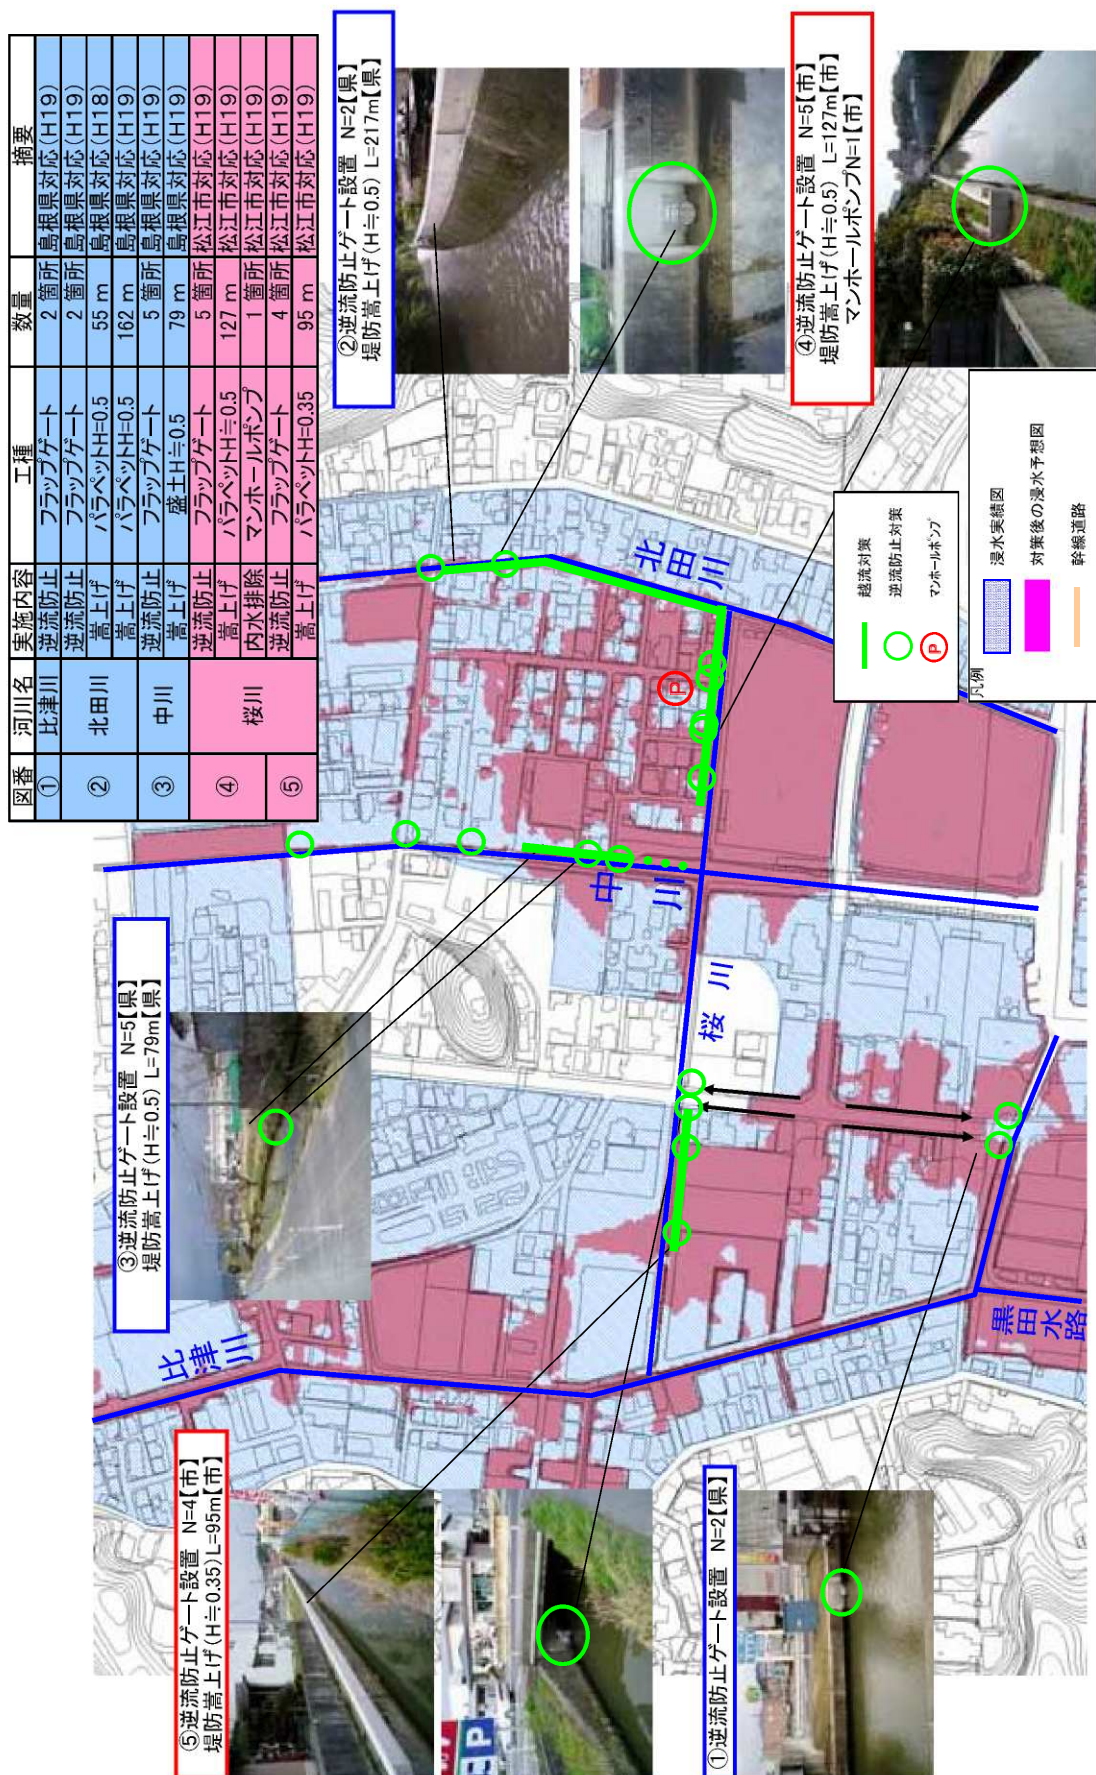 図番 河川名 実施内容 工種 数量 摘要
① 比津川 逆流防止 フラップゲート 2 箇所 島根県対応(H19)
② 北田川 逆流防止 フラップゲート 2 箇所 島根県対応(H19)
嵩上げ パラペットH=0.5 55 m 島根県対応(H18)
嵩上げ パラペットH=0.5 162 m 島根県対応(H19)
③ 中川 逆流防止 フラップゲート 5 箇所 島根県対応(H19)
嵩上げ 盛土H≒0.5 79 m 島根県対応(H19)
④ 桜川 逆流防止 フラップゲート 5 箇所 松江市対応(H19)
嵩上げ パラペットH≒0.5 127 m 松江市対応(H19)
内水排除 マンホールポンプ 1 箇所 松江市対応(H19)
⑤ 逆流防止 フラップゲート 4 箇所 松江市対応(H19)
嵩上げ パラペットH=0.35 95 m 松江市対応(H19)
②逆流防止ゲート設置 N=2【県】
堤防嵩上げ(H≒0.5) L=217m【県】
④逆流防止ゲート設置 N=5【市】
堤防嵩上げ(H≒0.5) L=127m【市】
マンホールポンプN=1【市】
③逆流防止ゲート設置 N=5【県】
堤防嵩上げ(H≒0.5) L=79m【県】
⑤逆流防止ゲート設置 N=4【市】
堤防嵩上げ(H≒0.35)L=95m【市】
①逆流防止ゲート設置 N=2【県】
比津川
中川
北田川
桜川
黒田水路
P
越流対策
逆流防止対策
P マンホールポンプ
凡例
浸水実績図
対策後の浸水予想図
幹線道路
EP